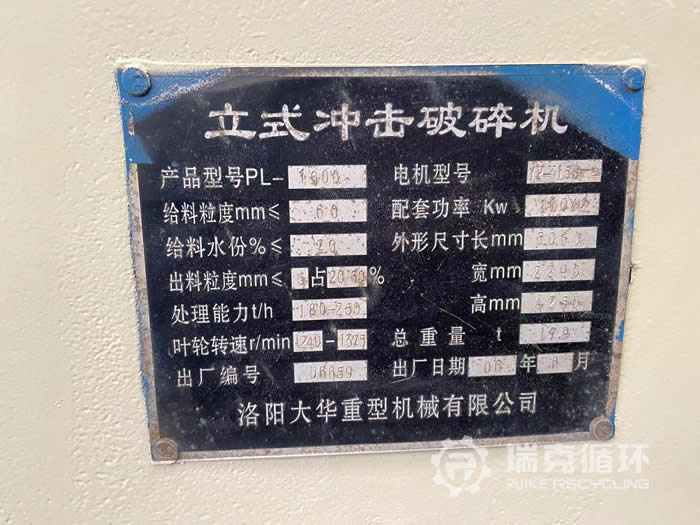 立式冲击破碎机
产品型号PL- 1000
给料粒度mm≤ 60
给料水份%≤ 20
出料粒度mm≤ 占20-60%
处理能力t/h 180-250
叶轮转速r/min 1240-1345
出厂编号 06659
电机型号
配套功率 Kw
外形尺寸长mm
宽mm
高mm
总重量 t
出厂日期 06 年 月
洛阳大华重型机械有限公司
瑞克循环
RUIKE RECYCLING